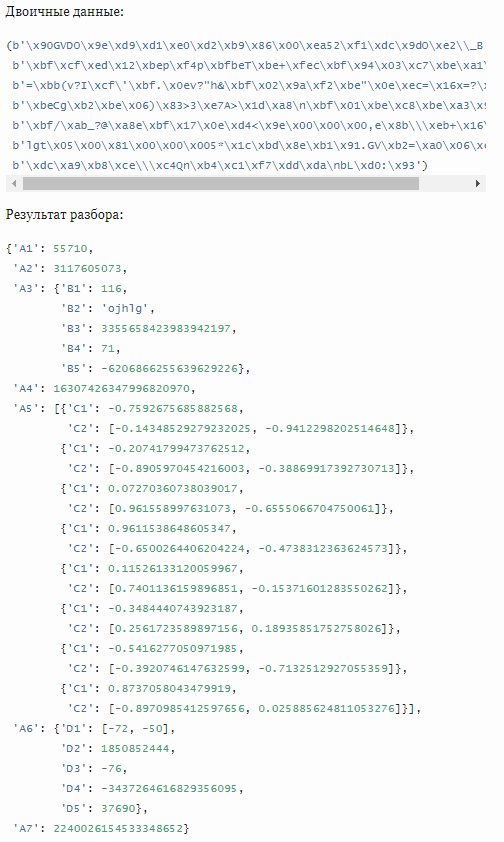 Двоичные данные:
(b'\x90GVDO\x9e\xd9\xd1\xe0\xd2\xb9\x86\x00\xea52\xf1\xdc\x9dO\xe2\\_B
b'\xbf\xcf\xed\x12\xbep\xf4p\xbfbeT\xbe+\xfec\xbf\x94\x03\xc7\xbe\xa1
b'=\xbb(v?I\xcf\'\xbf.\x0ev?"h&\xbf\x02\x9a\xf2\xbe"\x0e\xec=\x16x=?\
b'\xbeCg\xb2\xbe\x06)\x83>3\xe7A>\x1d\xa8\n\xbf\x01\xbe\xc8\xbe\xa3\x9
b'\xbf/\xab_?@\xa8e\xbf\x17\x0e\xd4<\x9e\x00\x00\x00,e\x8b\\\xeb+\x16\
b'lgt\x05\x00\x81\x00\x00\x005*\x1c\xbd\x8e\xb1\x91.GV\xb2=\xa0\x06\x
b'\xdc\xa9\xb8\xce\\\xc4Qn\xb4\xc1\xf7\xdd\xda\nbL\xd0:\x93')
Результат разбора:
{'A1': 55710,
'A2': 3117605073,
'A3': {'B1': 116,
'B2': 'ojhlg',
'B3': 3355658423983942197,
'B4': 71,
'B5': -6206866255639629226},
'A4': 16307426347996820970,
'A5': [{'C1': -0.7592675685882568,
'C2': [-0.14348529279232025, -0.9412298202514648]},
{'C1': -0.20741799473762512,
'C2': [-0.8905970454216003, -0.38869917392730713]},
{'C1': 0.07270360738039017,
'C2': [0.961558997631073, -0.6555066704750061]},
{'C1': 0.9611538648605347,
'C2': [-0.6500264406204224, -0.4738312363624573]},
{'C1': 0.11526133120059967,
'C2': [0.7401136159896851, -0.15371601283550262]},
{'C1': -0.3484440743923187,
'C2': [0.2561723589897156, 0.18935851752758026]},
{'C1': -0.5416277050971985,
'C2': [-0.3920746147632599, -0.7132512927055359]},
{'C1': 0.8737058043479919,
'C2': [-0.8970985412597656, 0.025885624811053276]}],
'A6': {'D1': [-72, -50],
'D2': 1850852444,
'D3': -76,
'D4': -3437264616829356095,
'D5': 37690},
'A7': 2240026154533348652}